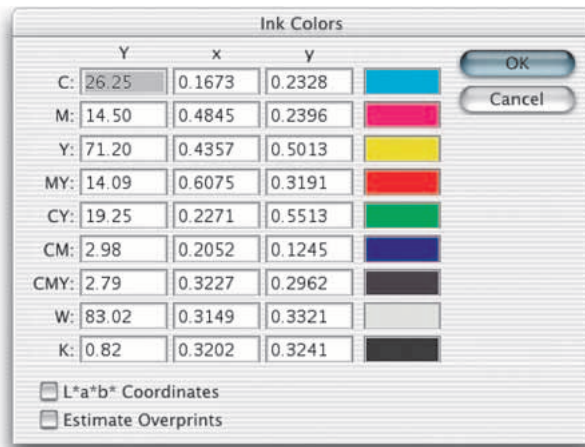 Ink Colors
Y x y
C: 26.25 0.1673 0.2328
M: 14.50 0.4845 0.2396
Y: 71.20 0.4357 0.5013
MY: 14.09 0.6075 0.3191
CY: 19.25 0.2271 0.5513
CM: 2.98 0.2052 0.1245
CMY: 2.79 0.3227 0.2962
W: 83.02 0.3149 0.3321
K: 0.82 0.3202 0.3241
OK
Cancel
L*a*b* Coordinates
Estimate Overprints